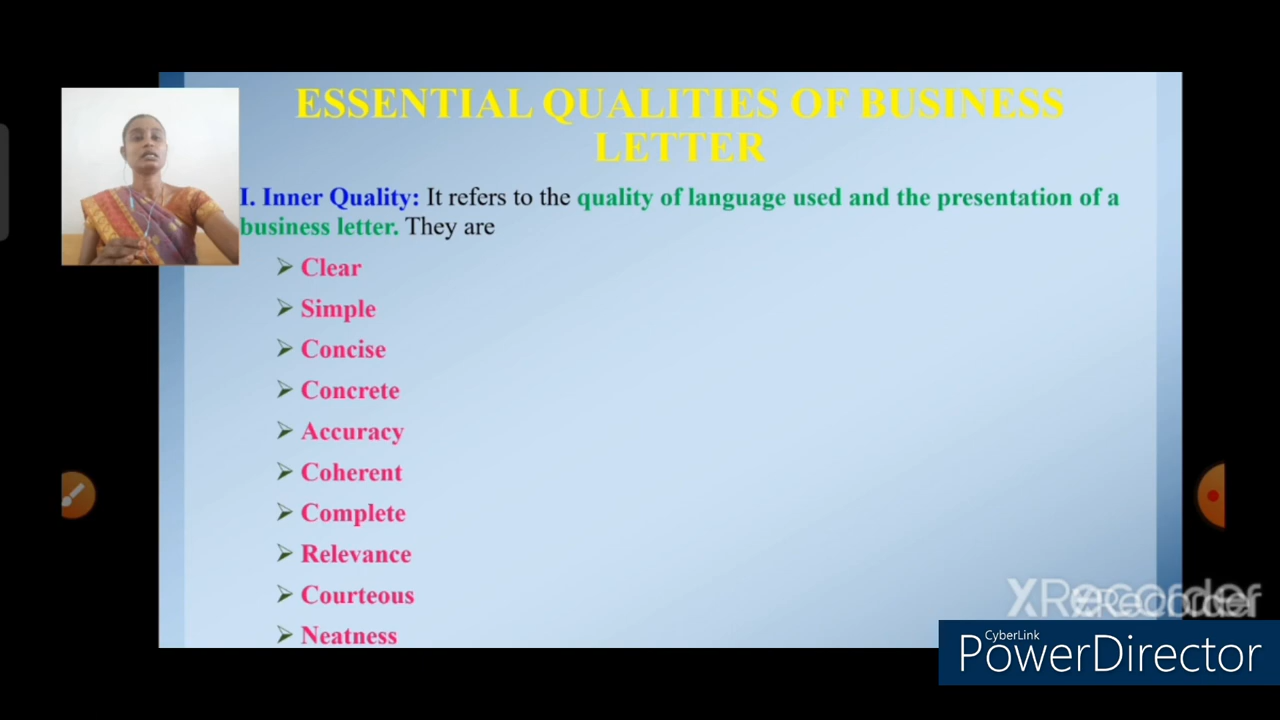 ESSENTIAL QUALITIES OF BUSINESS
LETTER
I. Inner Quality: It refers to the quality of language used and the presentation of a
business letter. They are
➢ Clear
➢ Simple
➢ Concise
➢ Concrete
➢ Accuracy
➢ Coherent
➢ Complete
➢ Relevance
➢ Courteous
➢ Neatness
XRecorder
XRecorder
CyberLink
PowerDirector